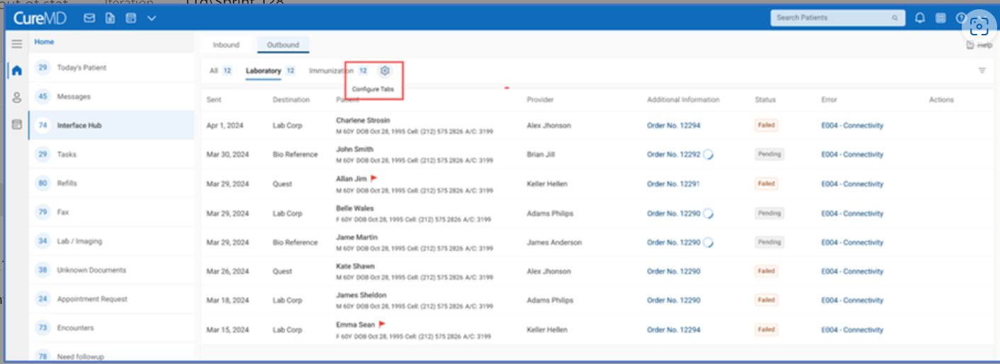 Iteration
Ltd\Sprint 128
CureMD
Search Patients
Home
Inbound Outbound
Help
29 Today's Patient
All 12 Laboratory 12 Immunization 12
Configure Tabs
45 Messages
Sent Destination Patient Provider Additional Information Status Error Actions
74 Interface Hub
Apr 1, 2024 Lab Corp Charlene Strosin Alex Jhonson Order No. 12294 Failed E004 - Connectivity
M 60Y DOB Oct 28, 1995 Cell: (212) 575 2826 A/C: 3199
29 Tasks
Mar 30, 2024 Bio Reference John Smith Brian Jill Order No. 12292 Pending E004 - Connectivity
M 60Y DOB Oct 28, 1995 Cell: (212) 575 2826 A/C: 3199
80 Refills
Mar 29, 2024 Quest Allan Jim Keller Hellen Order No. 12291 Failed E004 - Connectivity
M 60Y DOB Oct 28, 1995 Cell: (212) 575 2826 A/C: 3199
79 Fax
Mar 29, 2024 Lab Corp Belle Wales Adams Philips Order No. 12290 Pending E004 - Connectivity
F 60Y DOB Oct 28, 1995 Cell: (212) 575 2826 A/C: 3199
34 Lab / Imaging
Mar 29, 2024 Bio Reference Jame Martin James Anderson Order No. 12290 Pending E004 - Connectivity
M 60Y DOB Oct 28, 1995 Cell: (212) 575 2826 A/C: 3199
38 Unknown Documents
Mar 26, 2024 Quest Kate Shawn Alex Jhonson Order No. 12290 Failed E004 - Connectivity
M 60Y DOB Oct 28, 1995 Cell: (212) 575 2826 A/C: 3199
24 Appointment Request
Mar 18, 2024 Lab Corp James Sheldon Adams Philips Order No. 12290 Failed E004 - Connectivity
M 60Y DOB Oct 28, 1995 Cell: (212) 575 2826 A/C: 3199
73 Encounters
Mar 15, 2024 Lab Corp Emma Sean Keller Hellen Order No. 12294 Failed E004 - Connectivity
F 60Y DOB Oct 28, 1995 Cell: (212) 575 2826 A/C: 3199
78 Need followup